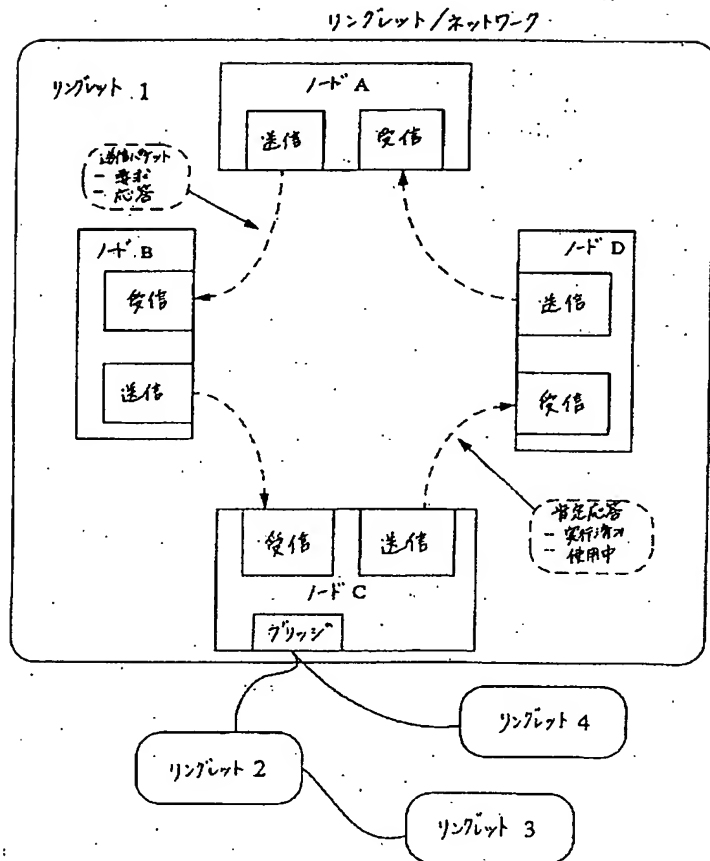 リングレット/ネットワーク
リングレット 1
ノード A
送信
受信
送信パケット
- 要求
- 応答
ノード B
受信
送信
ノード D
送信
受信
受信
送信
ノード C
ブリッジ
肯定応答
- 実行済み
- 使用中
リングレット 4
リングレット 2
リングレット 3